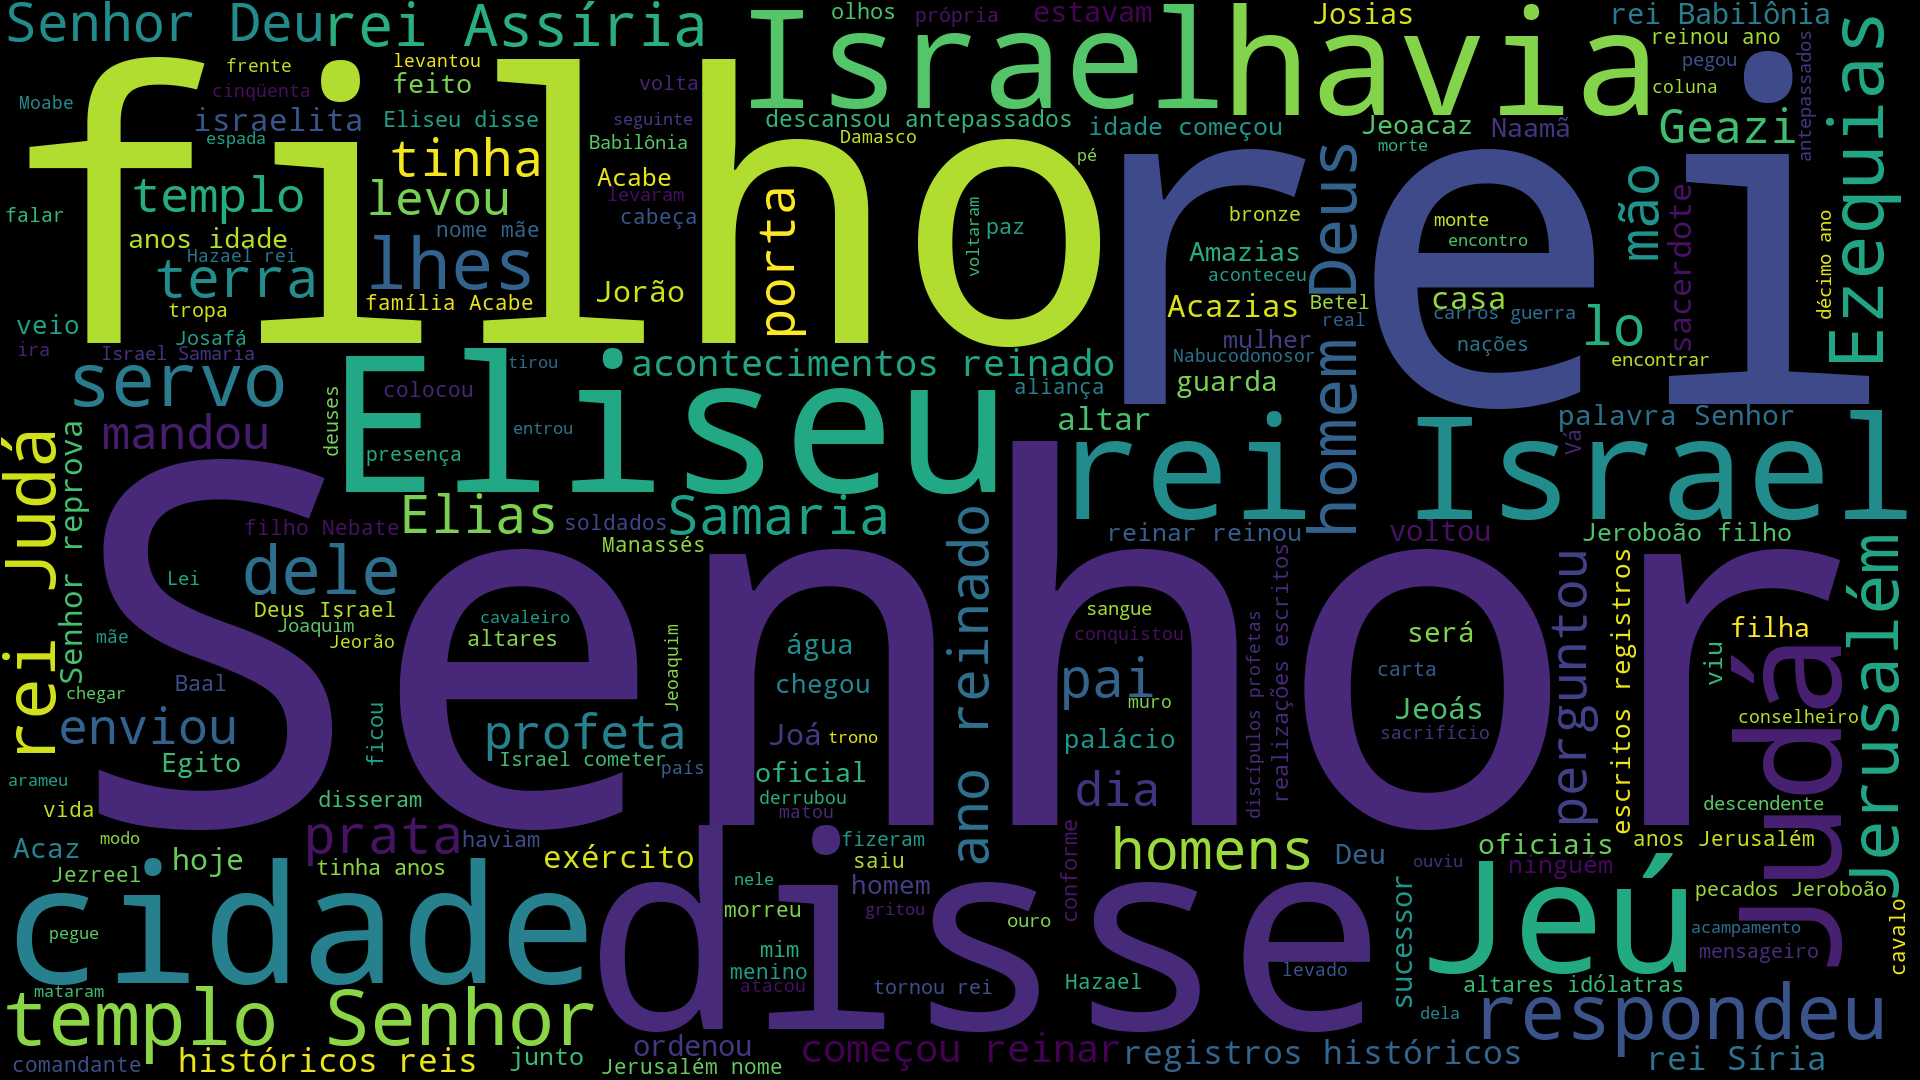 Senhor Deu
rei Assíria
olhos
própria
estavam
Israel
havia
Josias
rei Babilônia
reinou ano
pegou
coluna
antepassados
Ezequias
frente
cinqüenta
levantou
feito
volta
seguinte
Moabe
israelita
espada
Eliseu disse
Babilônia
descansou antepassados
Damasco
idade começou
Jeoacaz
morte
Naamã
Geazi
filho
rei
tinha
levou
Acabe
levaram
cabeça
templo
falar
anos idade
Hazael rei
terra
tropa
Josafá
nome mãe
lhes
família Acabe
Jorão
porta
voltaram
paz
pé
bronze
Amazias
aconteceu
Acazias
Betel
real
mulher
Nabucodonosor
guarda
homem Deus
monte
encontro
casa
carros guerra
nações
mão
lo
sacerdote
encontrar
décimo ano
veio
ira
Israel Samaria
servo
mandou
deuses
colocou
presença
tirou
entrou
acontecimentos reinado
aliança
altar
Eliseu
rei Israel
palavra Senhor
Vá
rei Judá
Senhor reprova
filho Nebate
Elias
soldados
Samaria
Manassés
reinar reinou
voltou
Jeroboão filho
Jerusalém
Senhor
dele
Lei
Deus Israel
Joaquim
Jeorão
mãe
Baal
chegar
enviou
Egito
cavaleiro
altares
Jeoaquim
profeta
Israel cometer
país
ficou
água
chegou
Joá
trono
oficial
derrubou
matou
ano reinado
sangue
conquistou
pai
muro
palácio
dia
discípulos profetas
realizações escritos
será
carta
Jeoás
sacrifício
perguntou
escritos registros
viu
filha
Judá
conselheiro
descendente
anos Jerusalém
arameu
vida
modo
disseram
prata
haviam
Acaz
Jezreel
hoje
tinha anos
exército
fizeram
saiu
homem
gritou
conforme
homens
Deu
ouviu
oficiais
ninguém
pecados Jeroboão
acampamento
mensageiro
cavalo
cidade
pegue
mataram
disse
nele
morreu
mim
menino
atacou
ouro
tornou rei
Hazael
levado
sucessor
Jeú
altares idólatras
dela
respondeu
templo Senhor
comandante
históricos reis
junto
ordenou
Jerusalém nome
começou reinar
registros históricos
rei Síria